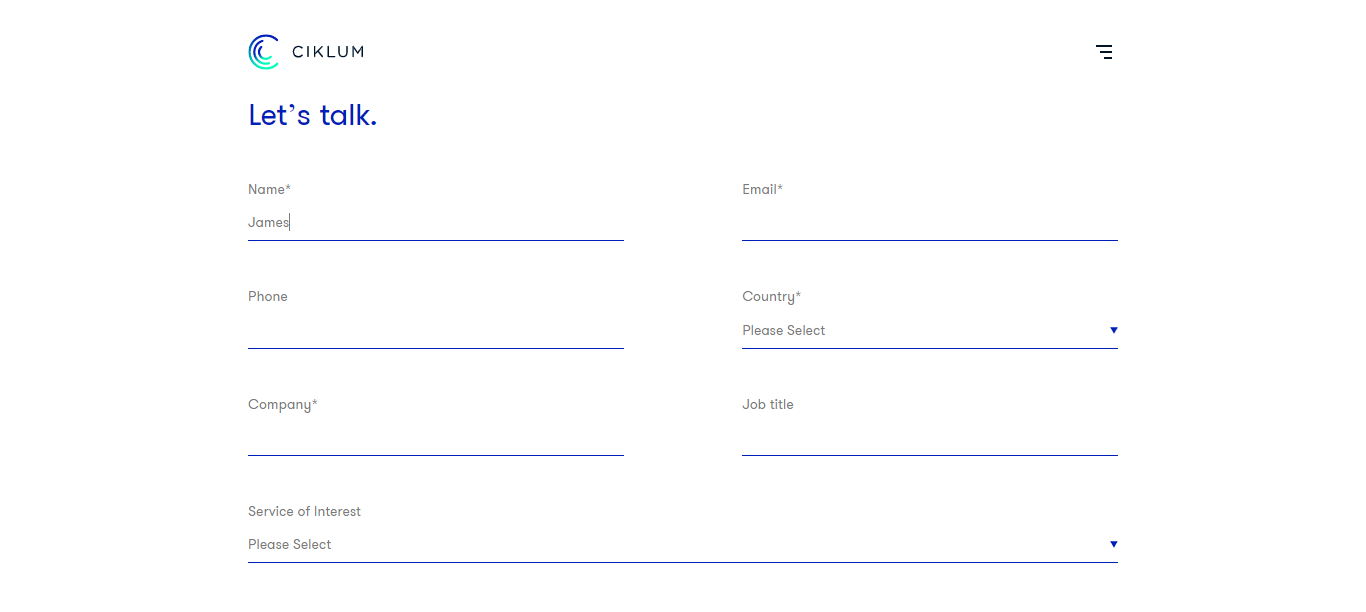 CIKLUM
Let’s talk.
Name*
Email*
James
Phone
Country*
Please Select
Company*
Job title
Service of Interest
Please Select